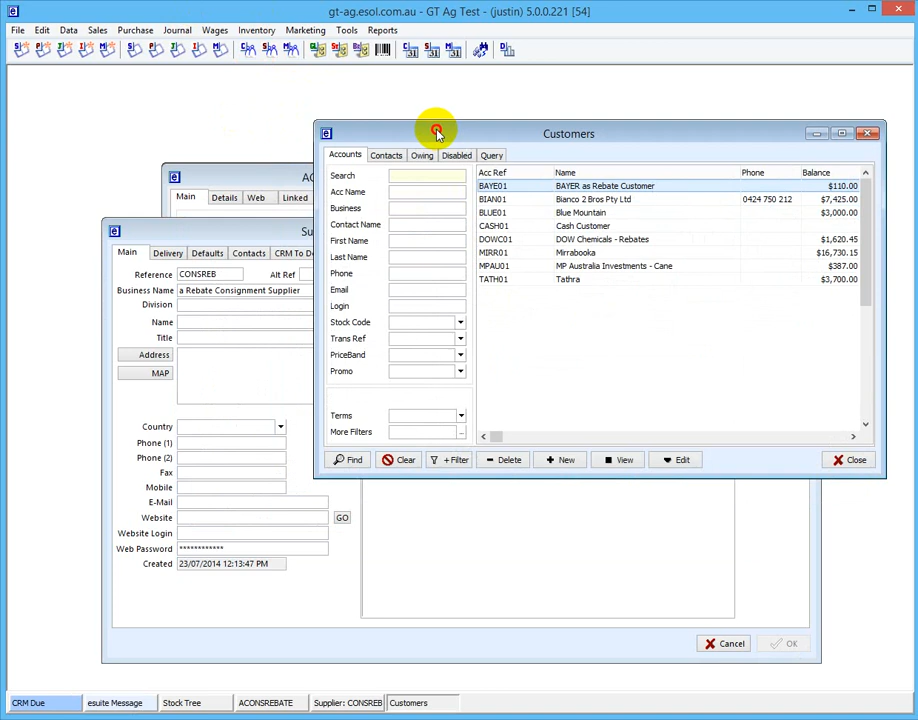 gt-ag.esol.com.au - GT Ag Test - (justin) 5.0.0.221 [54]
File Edit Data Sales Purchase Journal Wages Inventory Marketing Tools Reports
Customers
Accounts Contacts Owing Disabled Query
Search
Acc Name
Business
Contact Name
First Name
Last Name
Phone
Email
Login
Stock Code
Trans Ref
PriceBand
Promo
Terms
More Filters
Acc Ref Name Phone Balance
BAYE01 BAYER as Rebate Customer $110.00
BIAN01 Bianco 2 Bros Pty Ltd 0424 750 212 $7,425.00
BLUE01 Blue Mountain $3,000.00
CASH01 Cash Customer
DOWC01 DOW Chemicals - Rebates $1,620.45
MIRR01 Mirrabooka $16,730.15
MPAU01 MP Australia Investments - Cane $387.00
TATH01 Tathra $3,700.00
Find Clear + Filter Delete New View Edit Close
AC
Main Details Web Linked
Su
Main Delivery Defaults Contacts CRM To D
Reference CONSREB Alt Ref
Business Name a Rebate Consignment Supplier
Division
Name
Title
Address
MAP
Country
Phone (1)
Phone (2)
Fax
Mobile
E-Mail
Website GO
Website Login
Web Password ************
Created 23/07/2014 12:13:47 PM
Cancel OK
CRM Due esuite Message Stock Tree ACONSREBATE Supplier: CONSREB Customers